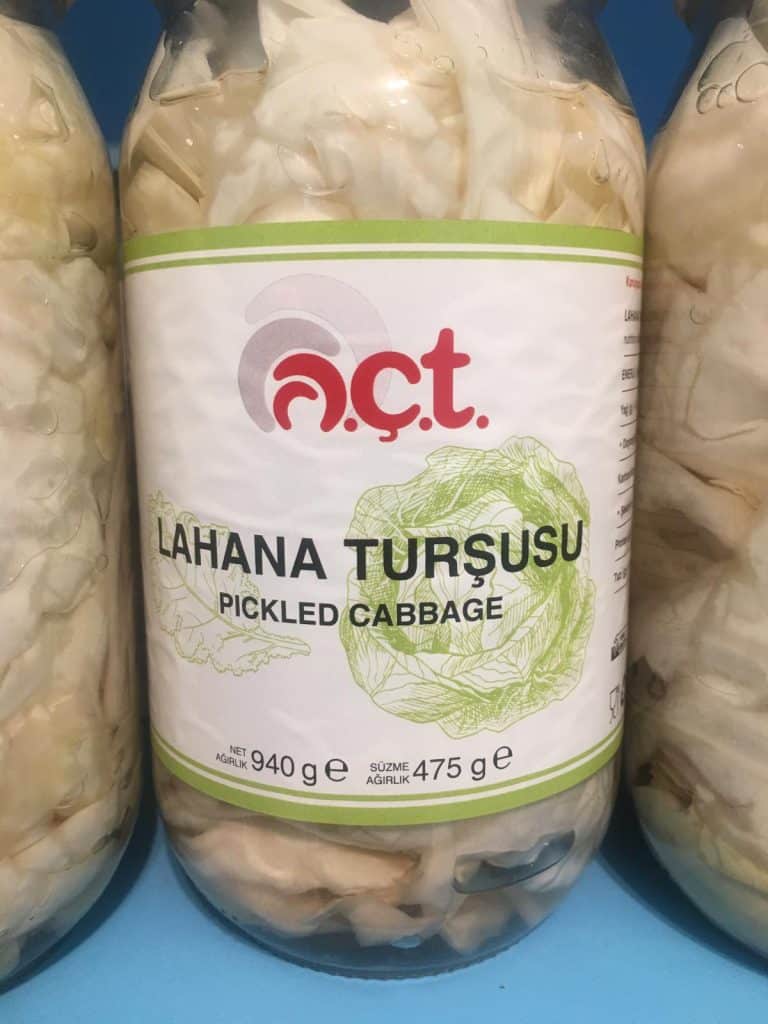 a.ç.t.
LAHANA TURŞUSU
PICKLED CABBAGE
NET AĞIRLIK 940 g e
SÜZME AĞIRLIK 475 g e